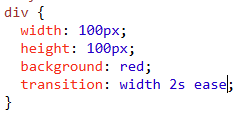 div {
  width: 100px;
  height: 100px;
  background: red;
  transition: width 2s ease;
}